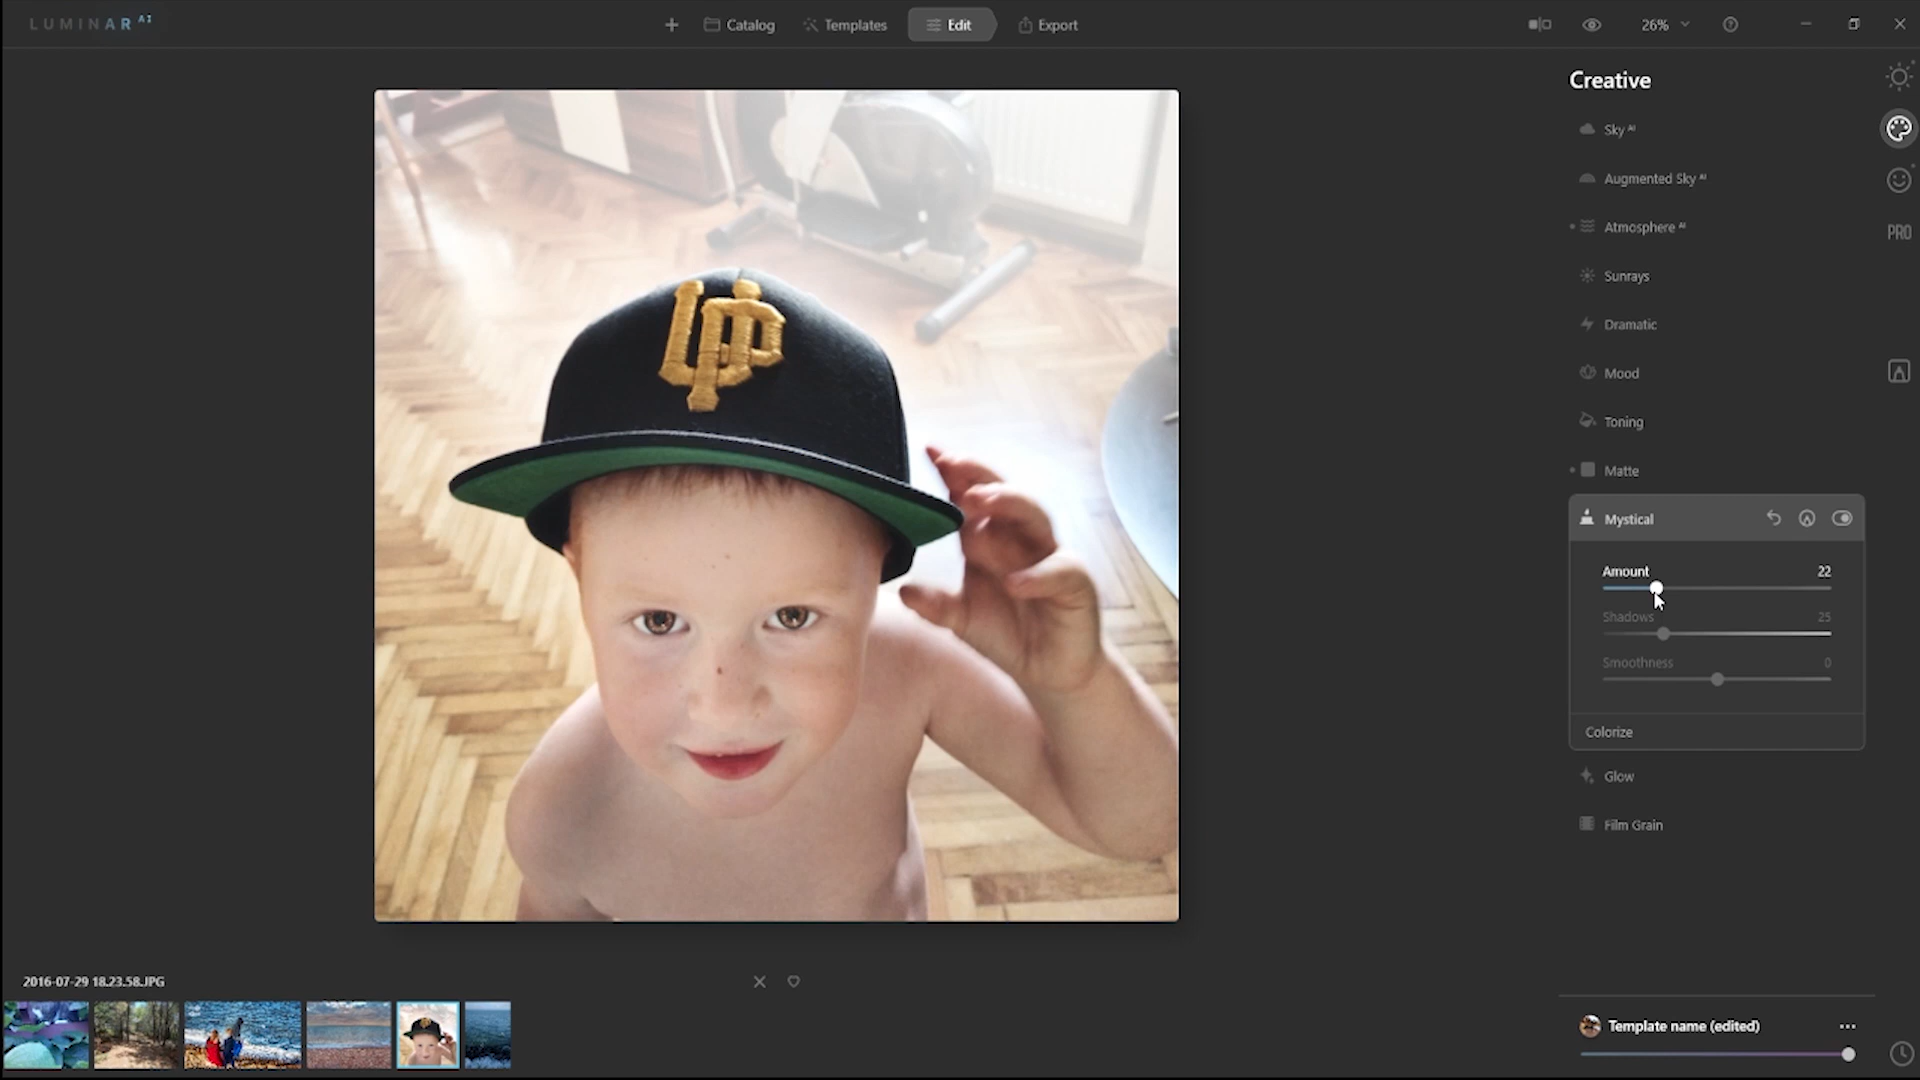 LUMINAR AI
Catalog
Templates
Edit
Export
26%
Creative
Sky AI
Augmented Sky AI
Atmosphere AI
PRO
Sunrays
Dramatic
Mood
Toning
Matte
Mystical
Amount 22
Shadows 25
Smoothness 0
Colorize
Glow
Film Grain
UP
2016-07-29 18.23.58.JPG
Template name (edited)